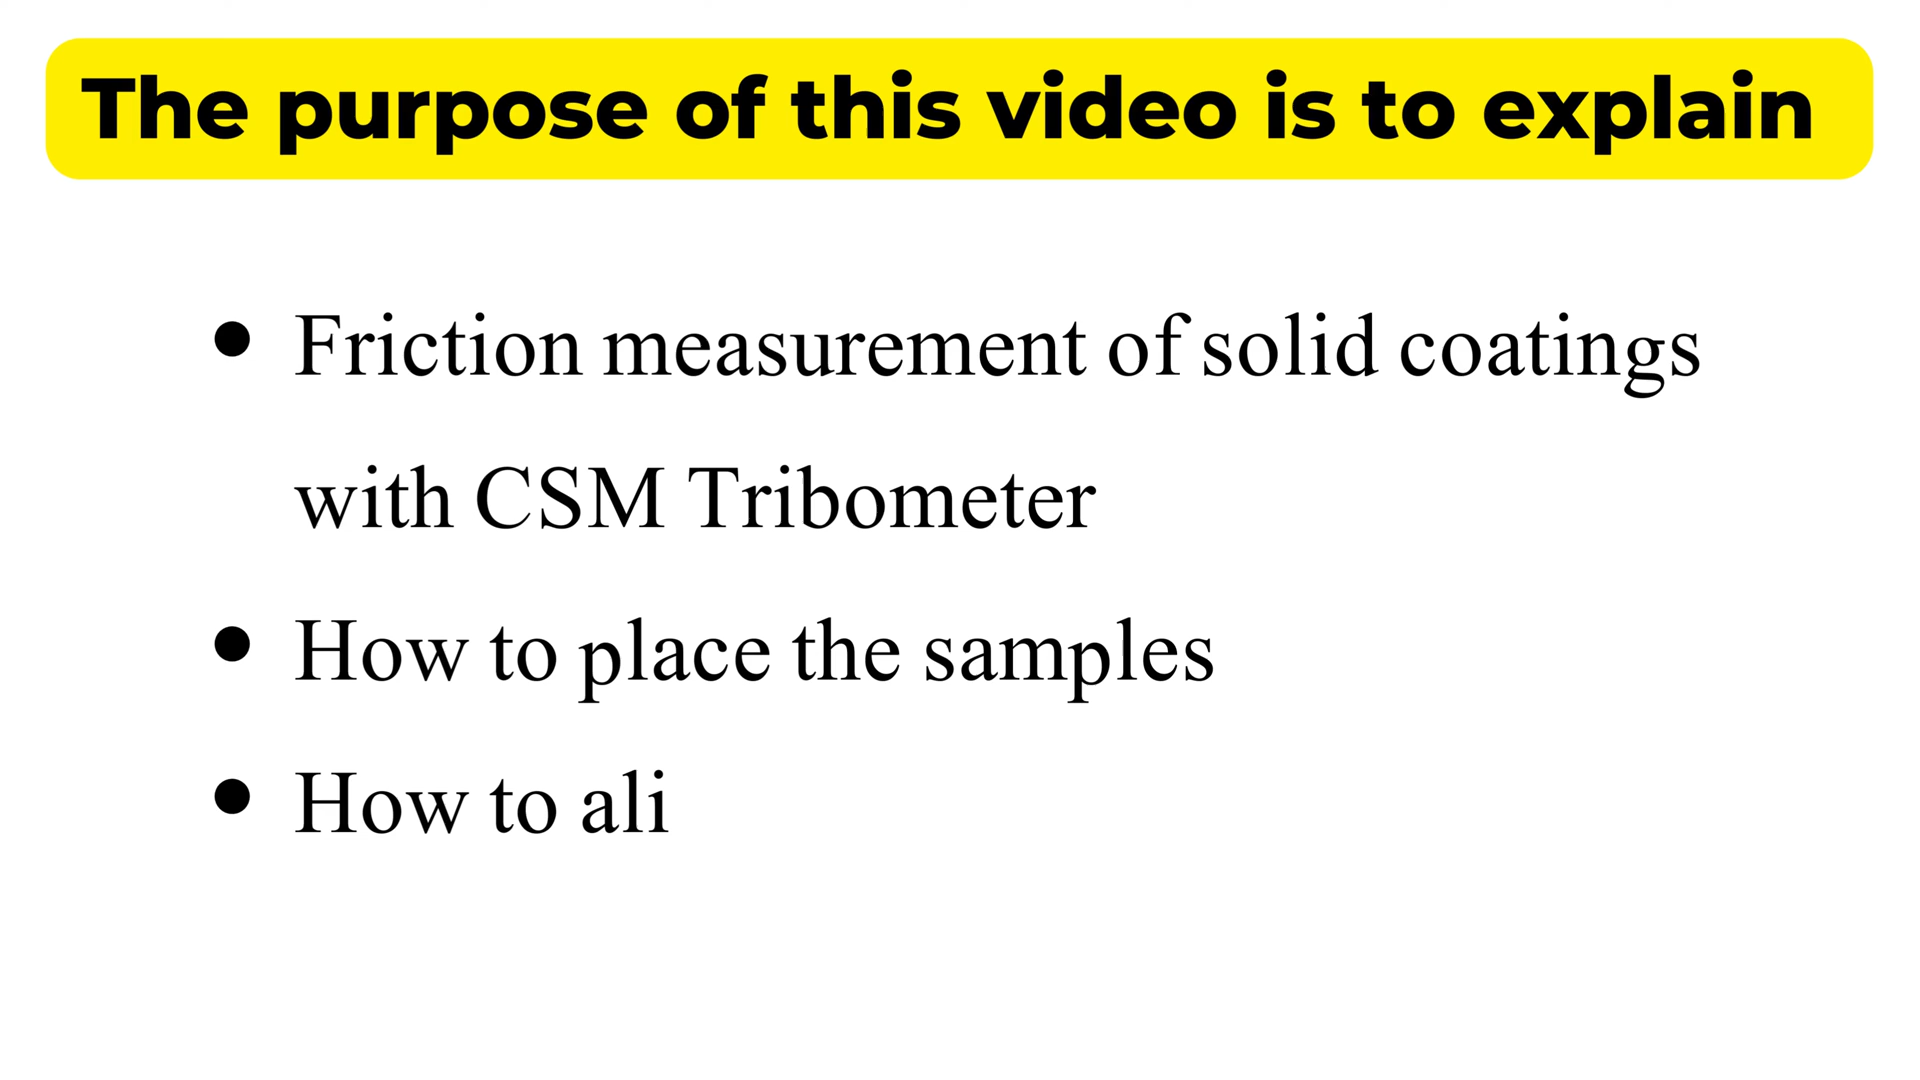 The purpose of this video is to explain
• Friction measurement of solid coatings
with CSM Tribometer
• How to place the samples
• How to ali